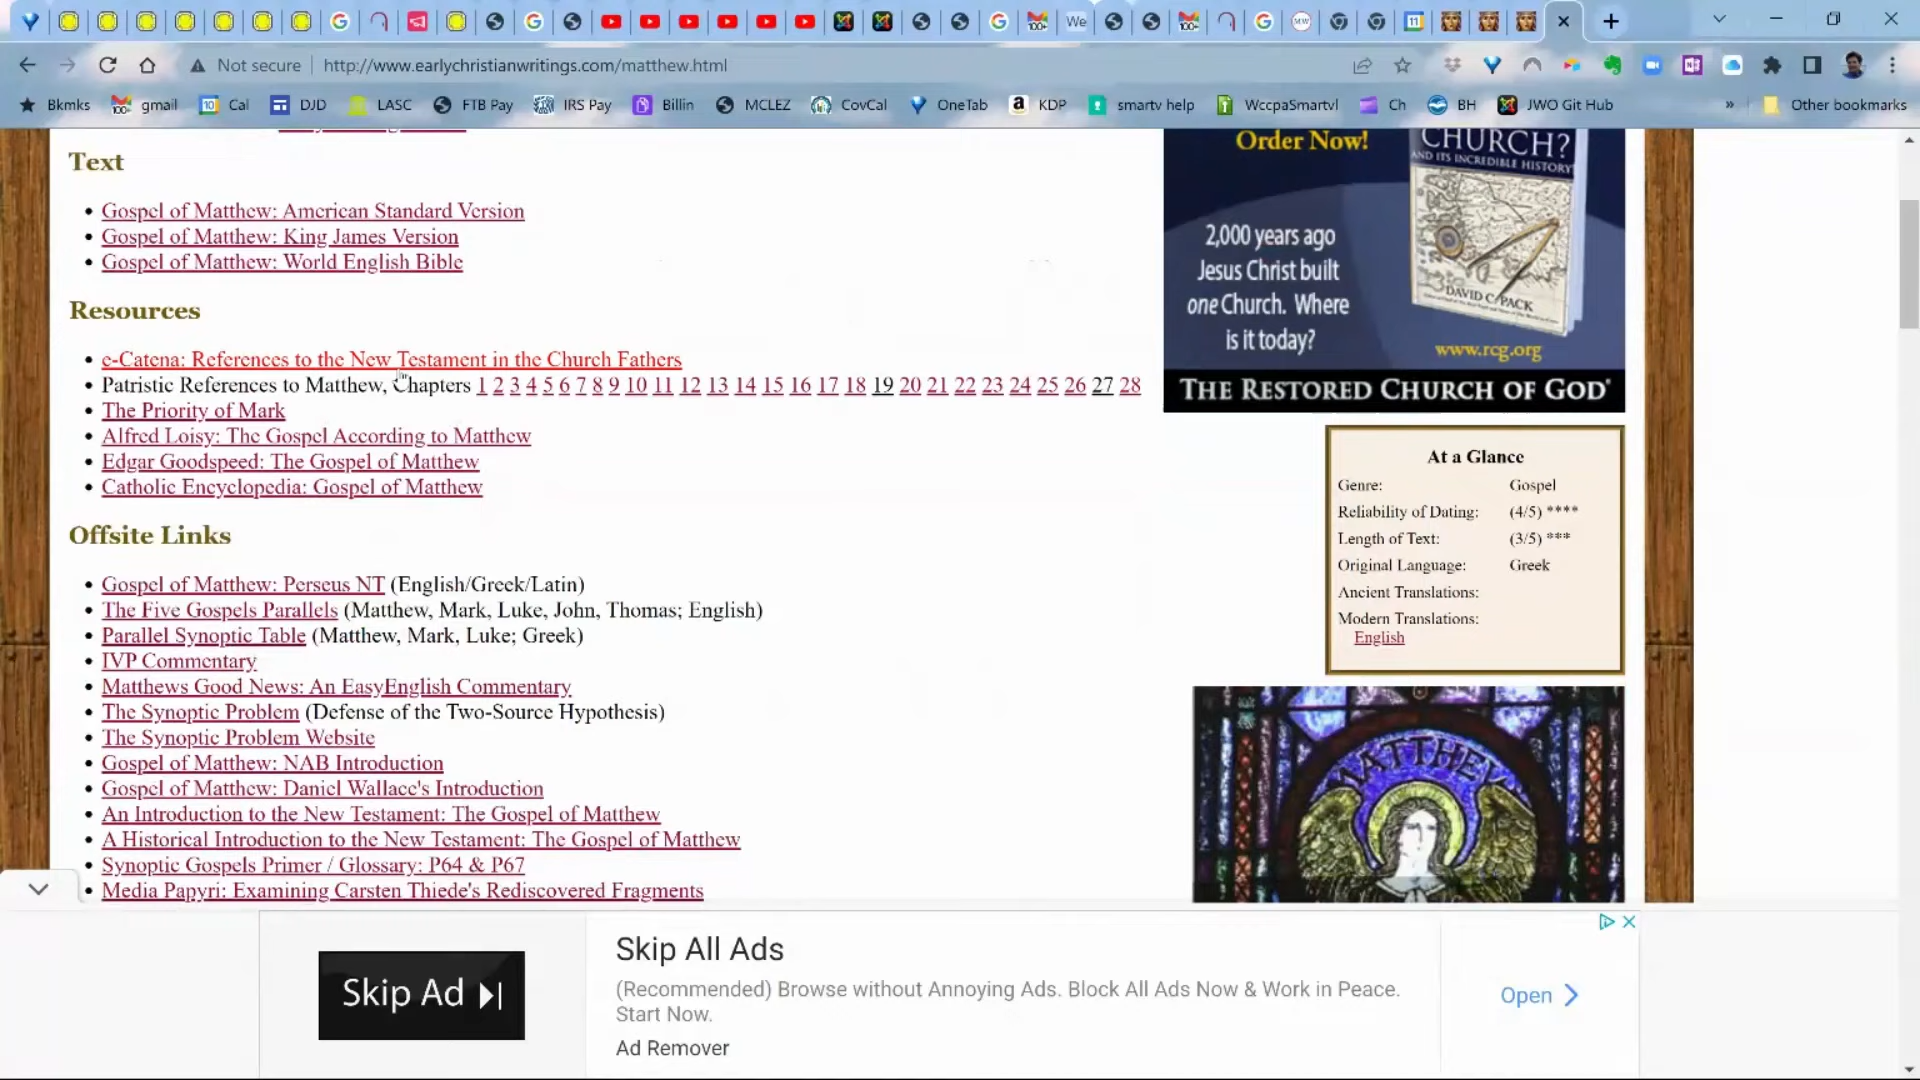 Not secure | http://www.earlychristianwritings.com/matthew.html
Bkmks gmail Cal DJD LASC FTB Pay IRS Pay Billin MCLEZ CovCal OneTab KDP smartv help WccpaSmartvl Ch BH JWO Git Hub » Other bookmarks
Text
• Gospel of Matthew: American Standard Version
• Gospel of Matthew: King James Version
• Gospel of Matthew: World English Bible
Resources
• e-Catena: References to the New Testament in the Church Fathers
• Patristic References to Matthew, Chapters 1 2 3 4 5 6 7 8 9 10 11 12 13 14 15 16 17 18 19 20 21 22 23 24 25 26 27 28
• The Priority of Mark
• Alfred Loisy: The Gospel According to Matthew
• Edgar Goodspeed: The Gospel of Matthew
• Catholic Encyclopedia: Gospel of Matthew
Offsite Links
• Gospel of Matthew: Perseus NT (English/Greek/Latin)
• The Five Gospels Parallels (Matthew, Mark, Luke, John, Thomas; English)
• Parallel Synoptic Table (Matthew, Mark, Luke; Greek)
• IVP Commentary
• Matthews Good News: An EasyEnglish Commentary
• The Synoptic Problem (Defense of the Two-Source Hypothesis)
• The Synoptic Problem Website
• Gospel of Matthew: NAB Introduction
• Gospel of Matthew: Daniel Wallace's Introduction
• An Introduction to the New Testament: The Gospel of Matthew
• A Historical Introduction to the New Testament: The Gospel of Matthew
• Synoptic Gospels Primer / Glossary: P64 & P67
• Media Papyri: Examining Carsten Thiede's Rediscovered Fragments
Order Now!
CHURCH?
AND ITS INCREDIBLE HISTORY
DAVID C. PACK
2,000 years ago
Jesus Christ built
one Church. Where
is it today?
www.rcg.org
THE RESTORED CHURCH OF GOD
At a Glance
Genre: Gospel
Reliability of Dating: (4/5) ****
Length of Text: (3/5) ***
Original Language: Greek
Ancient Translations:
Modern Translations:
English
MATTHEW
Skip Ad
Skip All Ads
(Recommended) Browse without Annoying Ads. Block All Ads Now & Work in Peace.
Start Now.
Ad Remover
Open